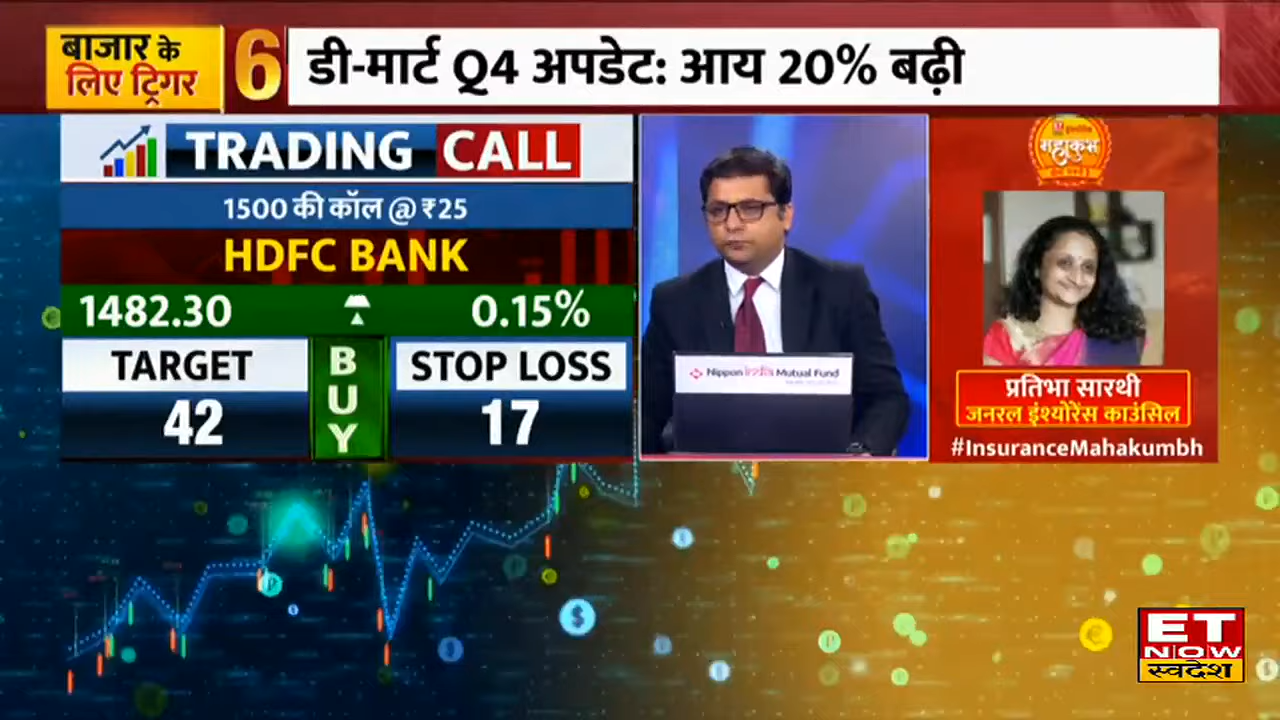 बाजार के
लिए ट्रिगर
6
डी-मार्ट Q4 अपडेट: आय 20% बढ़ी
TRADING CALL
1500 की कॉल @ ₹25
HDFC BANK
1482.30 0.15%
TARGET
42
BUY
STOP LOSS
17
Nippon India Mutual Fund
महाकुंभ
प्रतिभा सारथी
जनरल इंश्योरेंस काउंसिल
#InsuranceMahakumbh
ET
NOW
स्वदेश